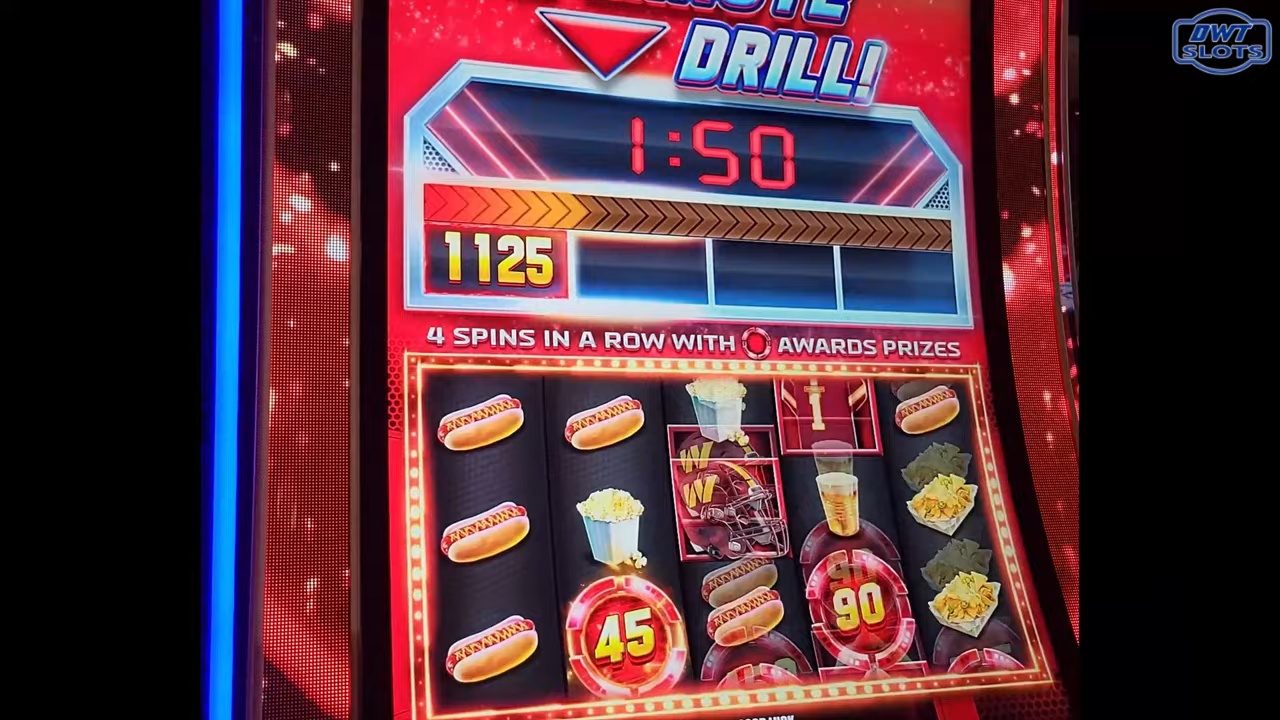 DWT
SLOTS
DRILL!
1:50
1125
4 SPINS IN A ROW WITH AWARDS PRIZES
W
W
45
90